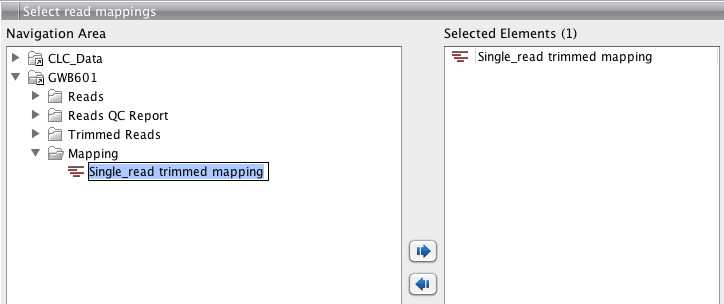 Select read mappings
Navigation Area
CLC_Data
GWB601
Reads
Reads QC Report
Trimmed Reads
Mapping
Single_read trimmed mapping
Selected Elements (1)
Single_read trimmed mapping